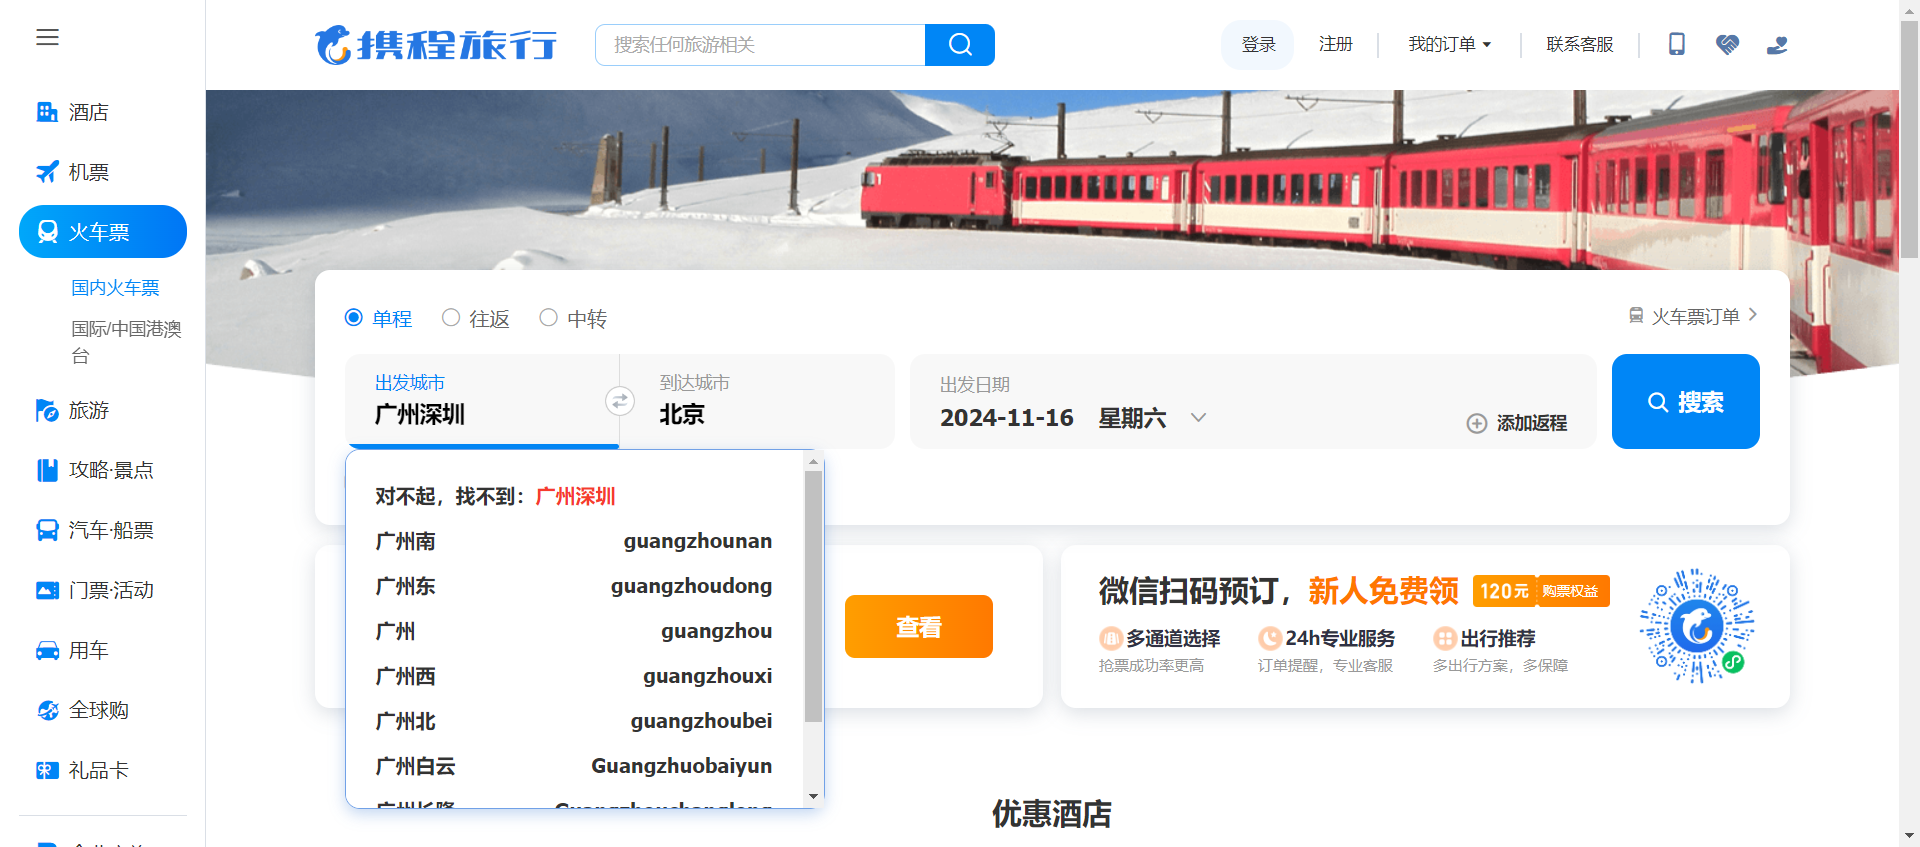 携程旅行
搜索任何旅游相关
登录
注册
我的订单
联系客服
酒店
机票
火车票
国内火车票
国际/中国港澳
台
旅游
攻略·景点
汽车·船票
门票·活动
用车
全球购
礼品卡
单程
往返
中转
火车票订单
出发城市
广州深圳
到达城市
北京
出发日期
2024-11-16 星期六
添加返程
搜索
对不起，找不到：广州深圳
广州南 guangzhounan
广州东 guangzhoudong
广州 guangzhou
广州西 guangzhouxi
广州北 guangzhoubei
广州白云 Guangzhuobaiyun
查看
微信扫码预订，新人免费领 120元 购票权益
多通道选择
抢票成功率更高
24h专业服务
订单提醒，专业客服
出行推荐
多出行方案，多保障
优惠酒店